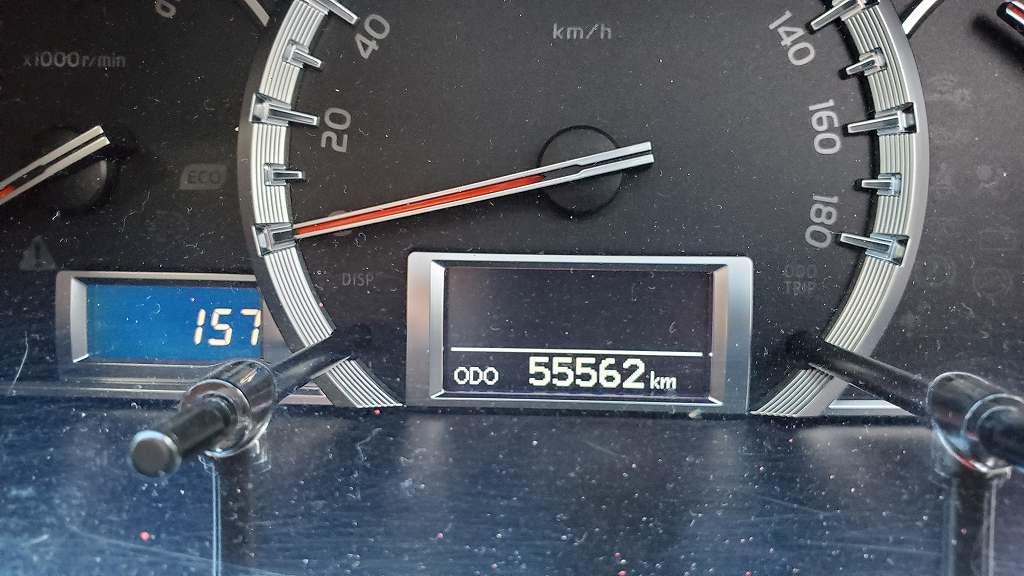 km/h
x1000r/min
40
20
140
160
180
ECO
DISP
ODO
TRIP
157
ODO 55562 km